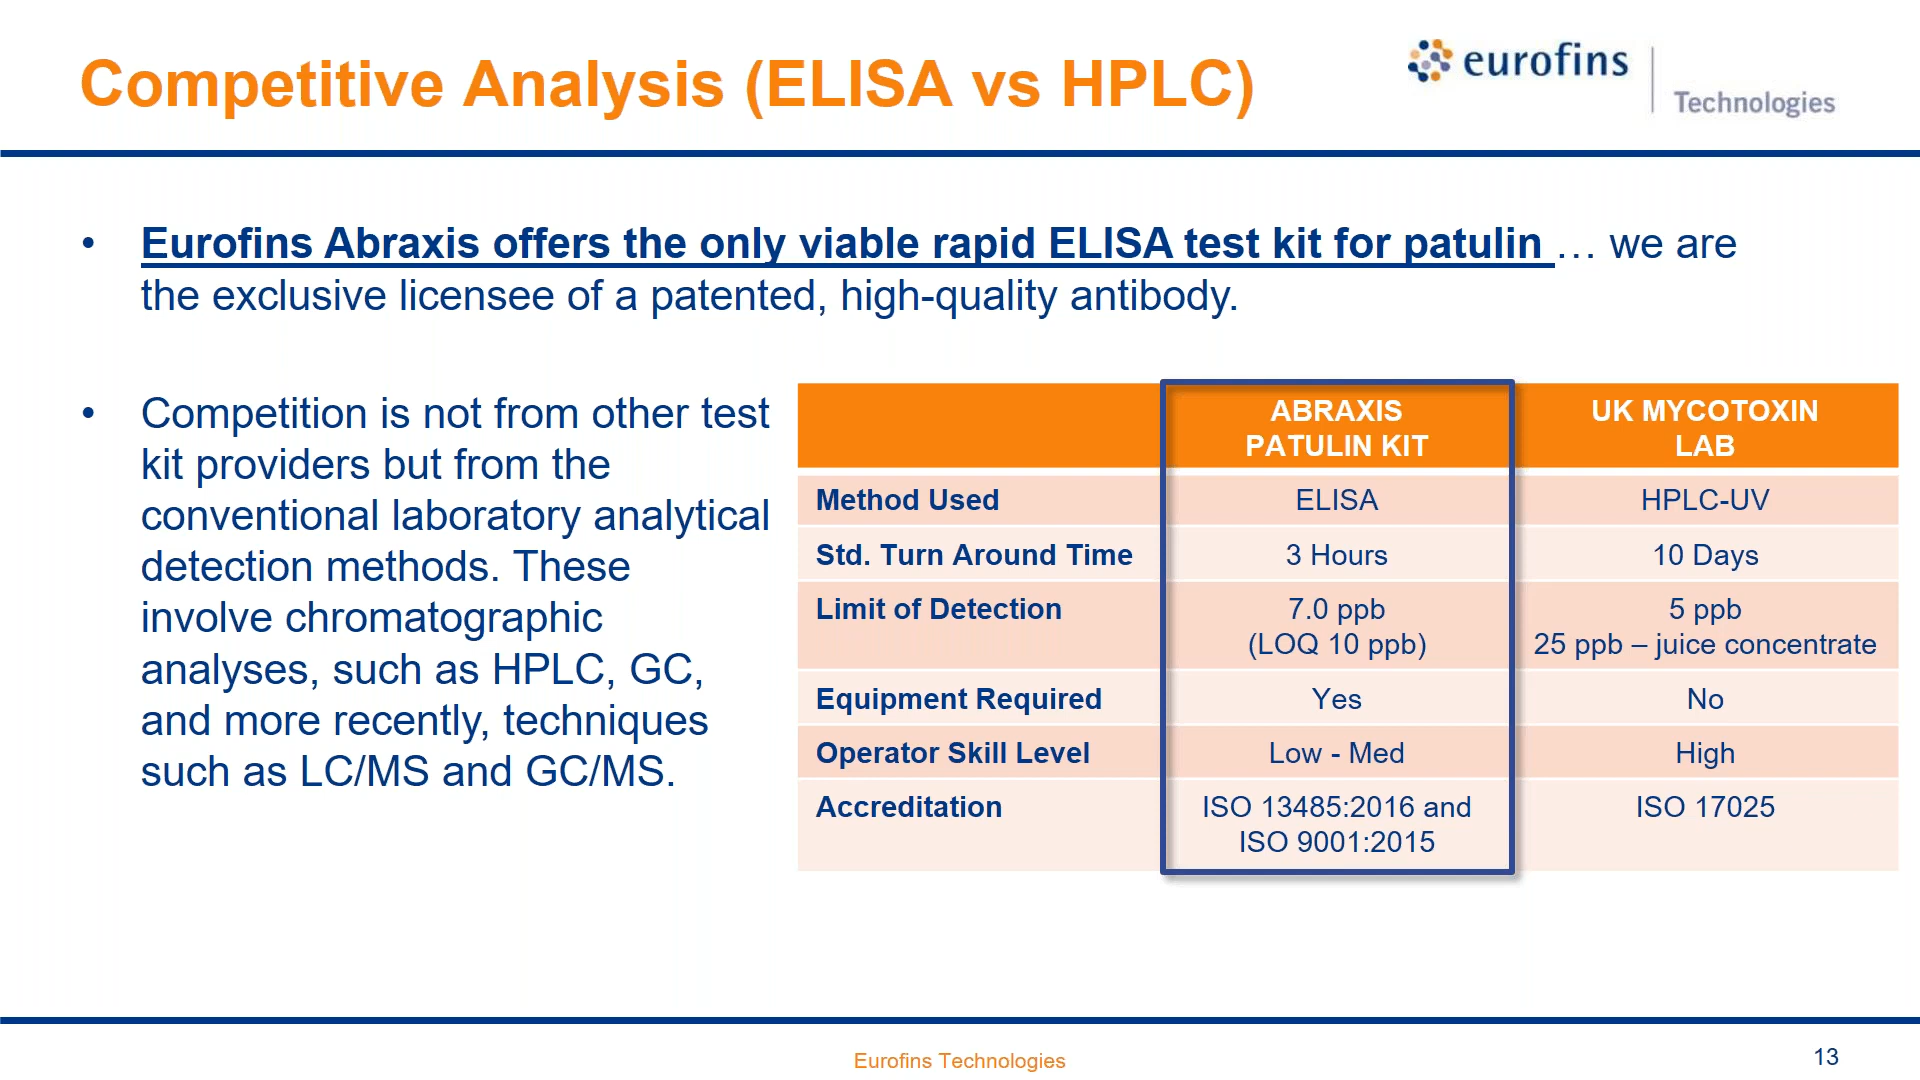 Competitive Analysis (ELISA vs HPLC)
eurofins
Technologies
• Eurofins Abraxis offers the only viable rapid ELISA test kit for patulin … we are
the exclusive licensee of a patented, high-quality antibody.
• Competition is not from other test
kit providers but from the
conventional laboratory analytical
detection methods. These
involve chromatographic
analyses, such as HPLC, GC,
and more recently, techniques
such as LC/MS and GC/MS.
ABRAXIS
PATULIN KIT
UK MYCOTOXIN
LAB
Method Used ELISA HPLC-UV
Std. Turn Around Time 3 Hours 10 Days
Limit of Detection 7.0 ppb 5 ppb
(LOQ 10 ppb) 25 ppb – juice concentrate
Equipment Required Yes No
Operator Skill Level Low - Med High
Accreditation ISO 13485:2016 and ISO 17025
ISO 9001:2015
Eurofins Technologies
13